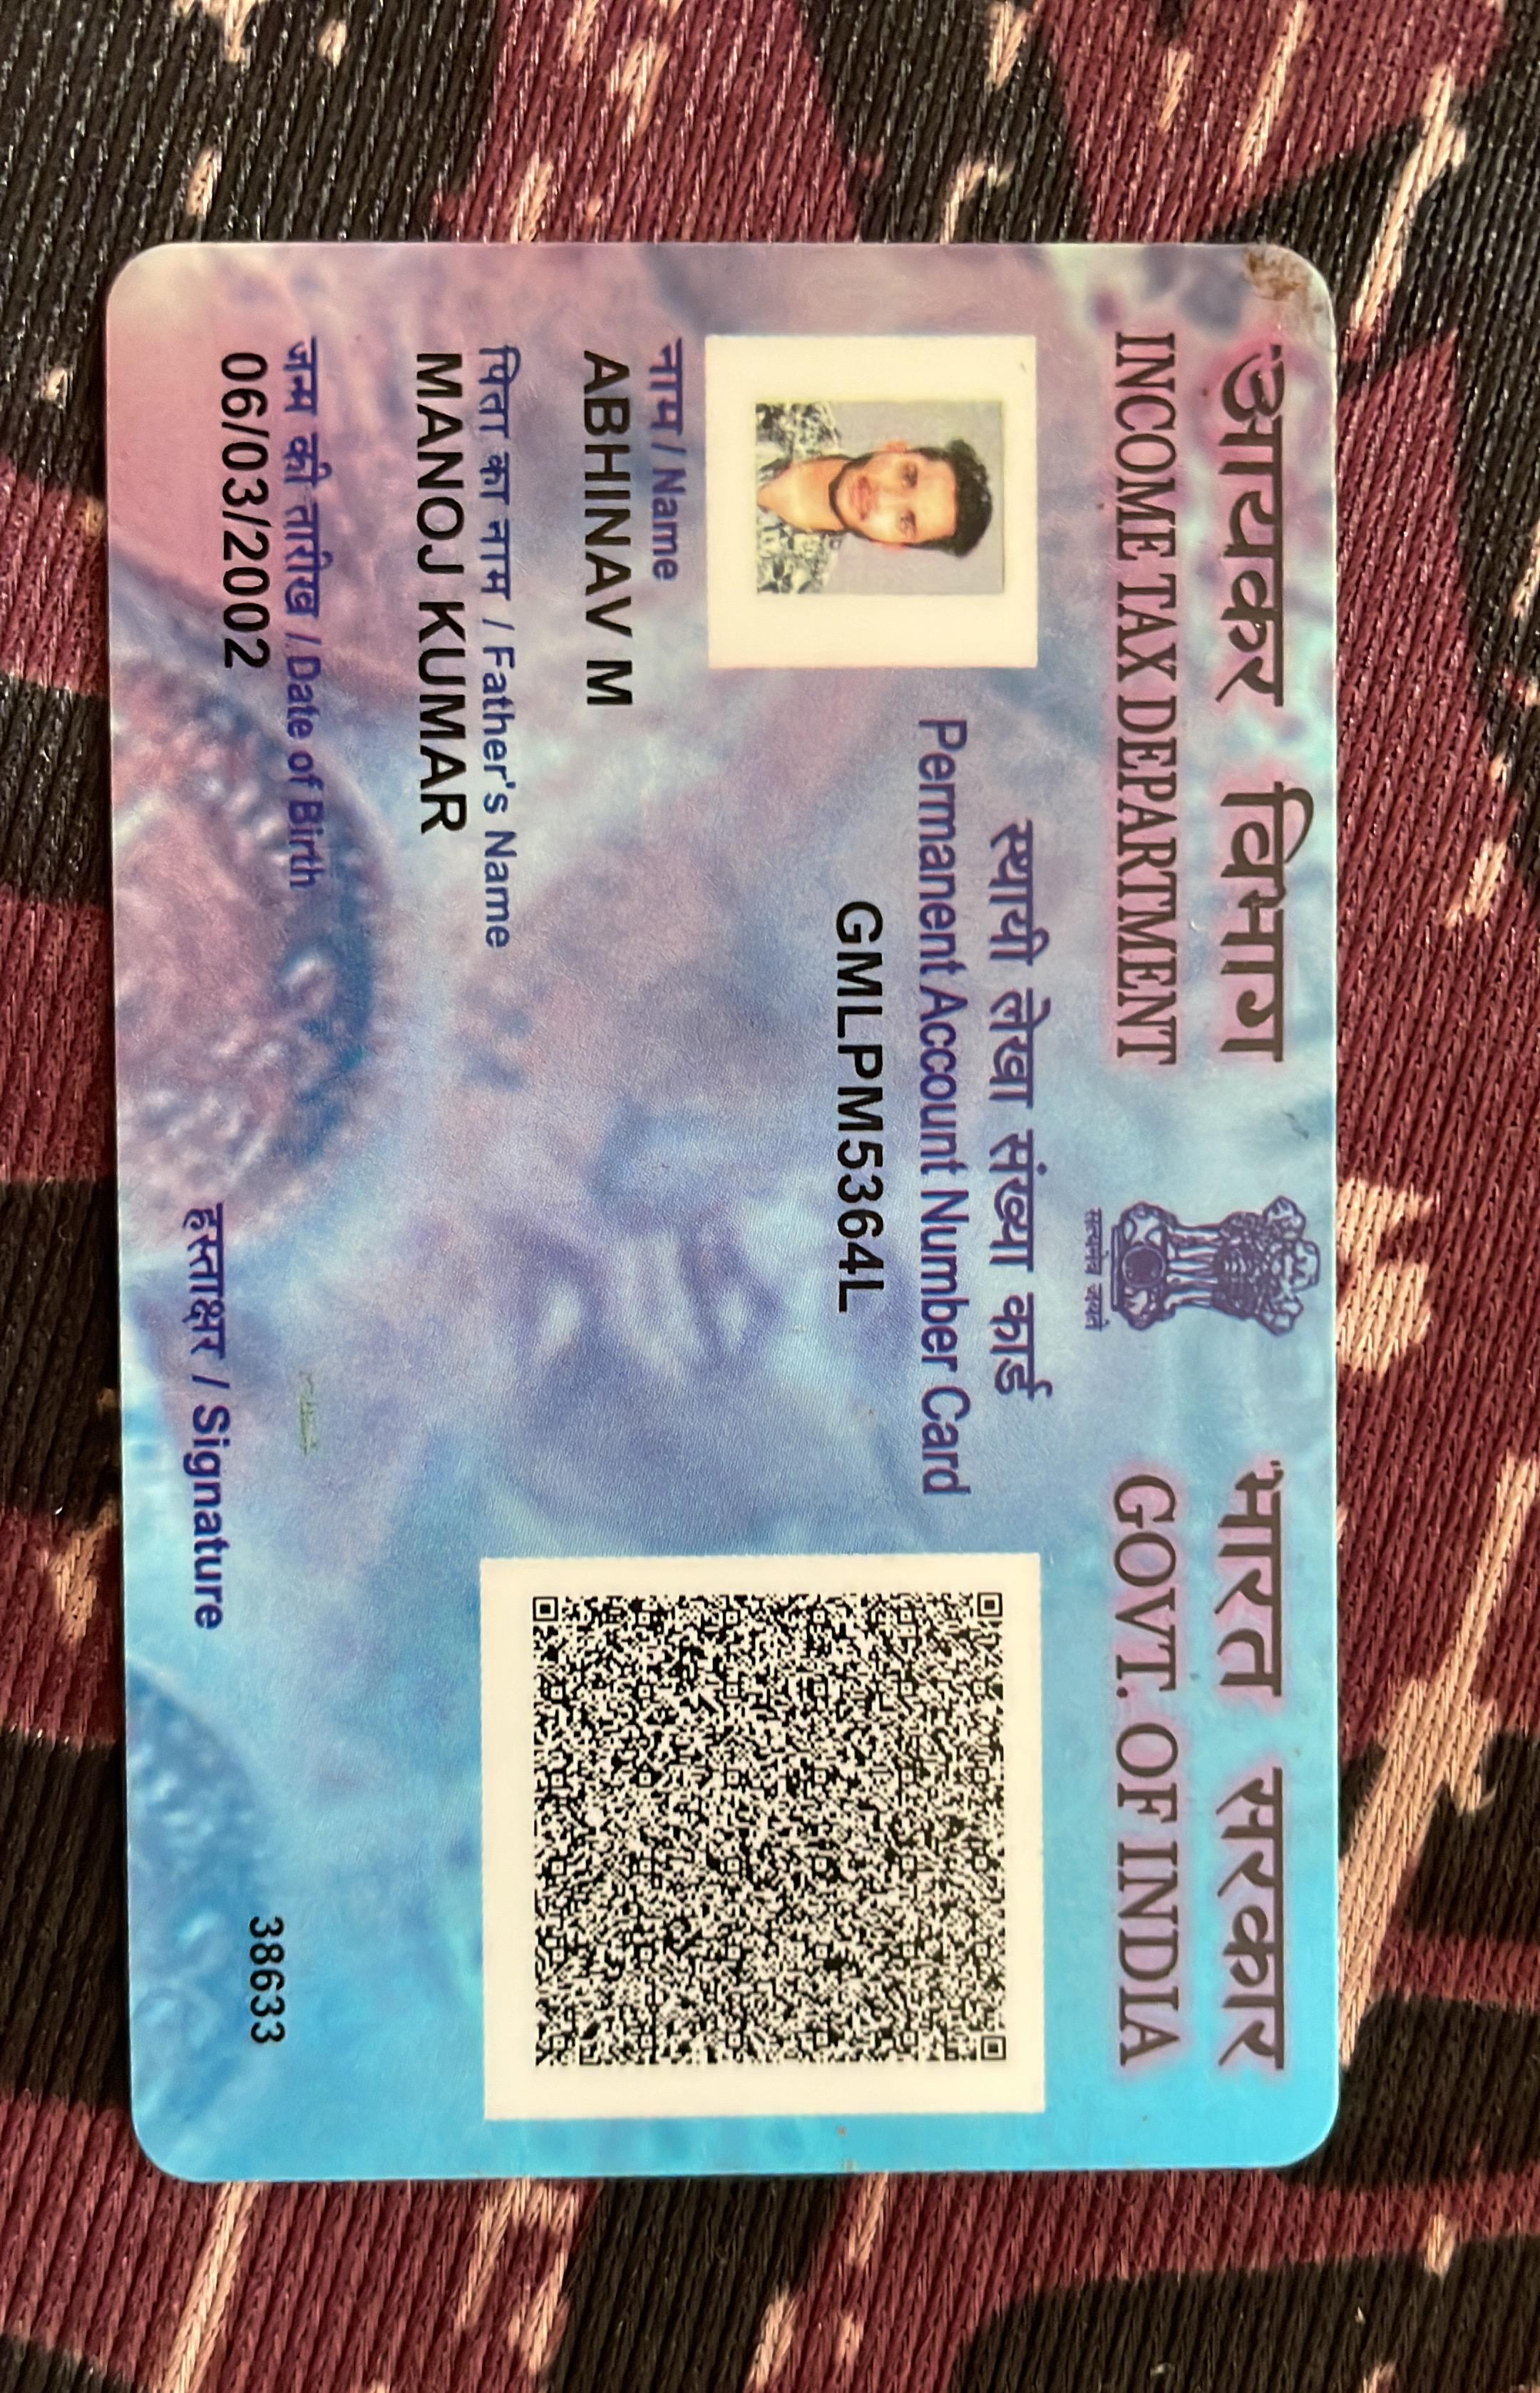 आयकर विभाग
INCOME TAX DEPARTMENT
सत्यमेव जयते
भारत सरकार
GOVT. OF INDIA
स्थायी लेखा संख्या कार्ड
Permanent Account Number Card
GMLPM5364L
नाम / Name
ABHINAV M
पिता का नाम / Father's Name
MANOJ KUMAR
जन्म की तारीख / Date of Birth
06/03/2002
हस्ताक्षर / Signature
38633